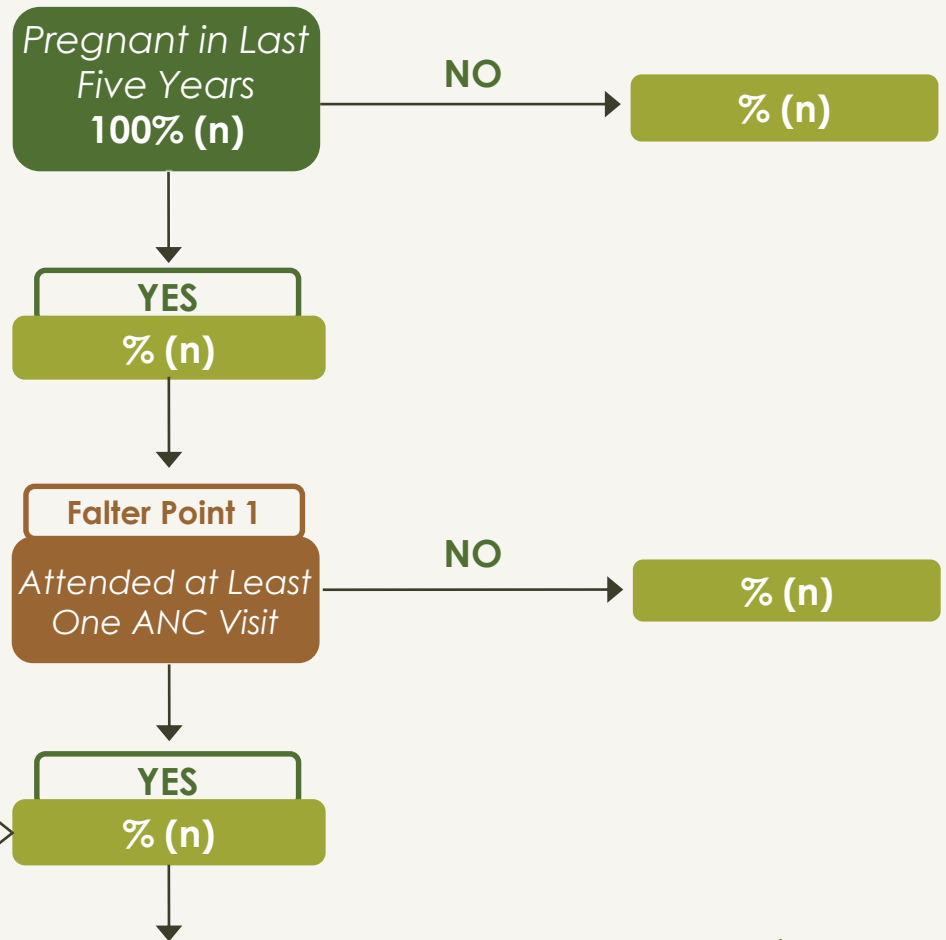 Pregnant in Last
Five Years
100% (n)
NO
% (n)
YES
% (n)
Falter Point 1
Attended at Least
One ANC Visit
NO
% (n)
YES
% (n)